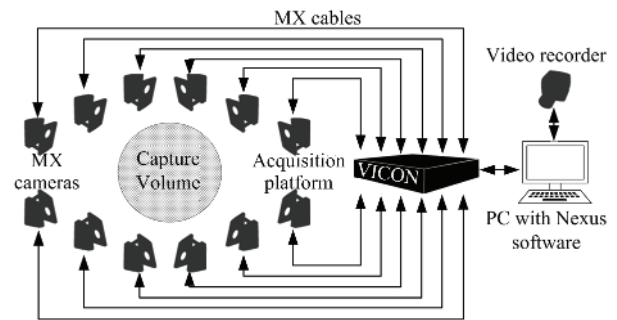 MX cables
Video recorder
MX
cameras
Capture
Volume
Acquisition
platform
VICON
PC with Nexus
software